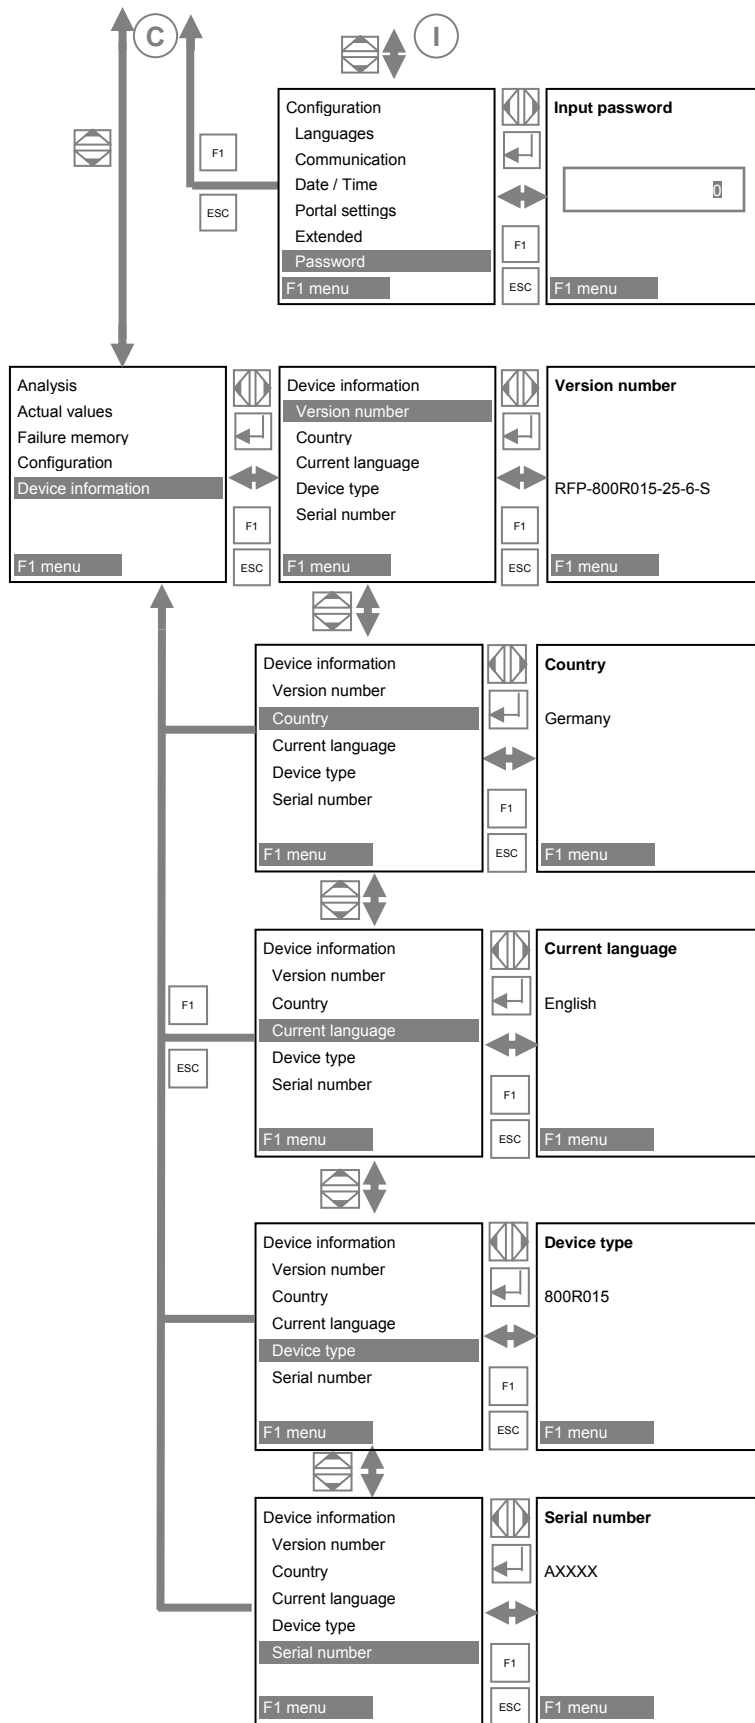 C
I
Configuration
Languages
Communication
Date / Time
Portal settings
Extended
Password
F1 menu
F1
ESC
F1
ESC
Input password
0
F1 menu
Analysis
Actual values
Failure memory
Configuration
Device information
F1 menu
F1
ESC
Device information
Version number
Country
Current language
Device type
Serial number
F1 menu
F1
ESC
Version number
RFP-800R015-25-6-S
F1 menu
Device information
Version number
Country
Current language
Device type
Serial number
F1 menu
F1
ESC
Country
Germany
F1 menu
F1
ESC
Device information
Version number
Country
Current language
Device type
Serial number
F1 menu
F1
ESC
Current language
English
F1 menu
Device information
Version number
Country
Current language
Device type
Serial number
F1 menu
F1
ESC
Device type
800R015
F1 menu
Device information
Version number
Country
Current language
Device type
Serial number
F1 menu
F1
ESC
Serial number
AXXXX
F1 menu